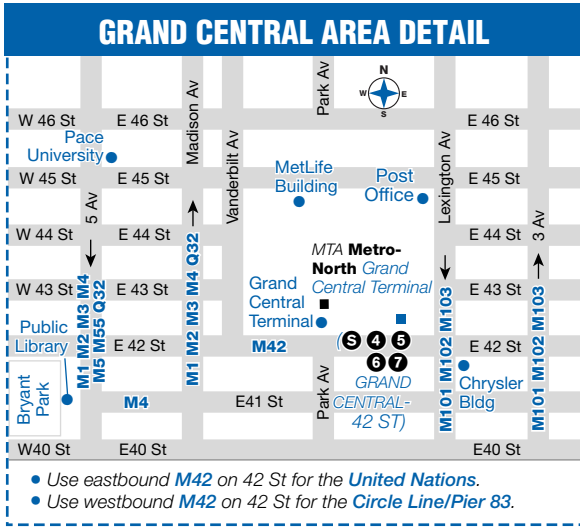 GRAND CENTRAL AREA DETAIL
N
W E
S
Park Av
Madison Av
W 46 St
E 46 St
E 46 St
Pace
University
Vanderbilt Av
W 45 St
E 45 St
E 45 St
MetLife
Building
Post
Office
Lexington Av
5 Av
3 Av
W 44 St
E 44 St
E 44 St
MTA Metro-
North Grand
Central Terminal
W 43 St
E 43 St
E 43 St
Grand
Central
Terminal
M1 M2 M3 M4
M5 M55 Q32
M1 M2 M3 M4 Q32
M101 M102 M103
M101 M102 M103
Public
Library
E 42 St
M42
(S 4 5
6 7
GRAND
CENTRAL-
42 ST)
E 42 St
Chrysler
Bldg
Bryant
Park
M4
E41 St
Park Av
W40 St
E40 St
E40 St
• Use eastbound M42 on 42 St for the United Nations.
• Use westbound M42 on 42 St for the Circle Line/Pier 83.